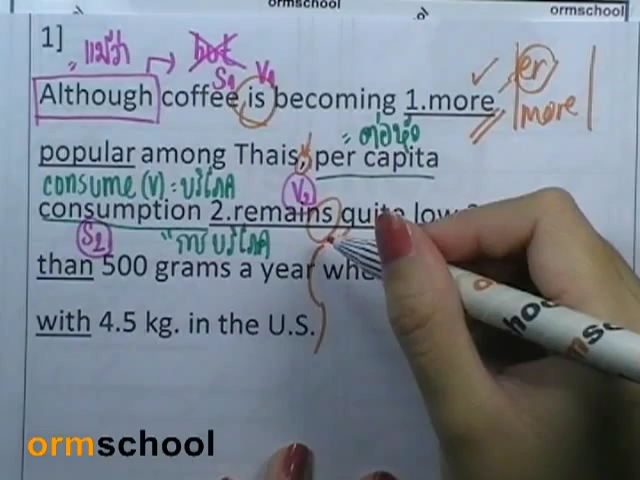 ormschool
ormschool
1]
แม้ว่า but
S1 V1
Although coffee is becoming 1.more
er
more
= ต่อหัว
popular among Thais, per capita
consume (V) = บริโภค V2
consumption 2.remains quite low
S2 = การบริโภค
than 500 grams a year
with 4.5 kg. in the U.S.
ormschool